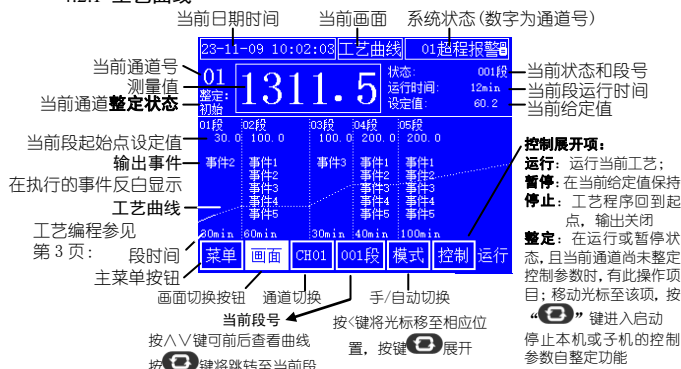 当前日期时间 当前画面 系统状态(数字为通道号)
23-11-09 10:02:03 工艺曲线 01超程报警
当前通道号
测量值
当前通道整定状态
01
整定:
初始
1311.5
状态: 001段
运行时间: 12min
设定值: 60.2
当前状态和段号
当前段运行时间
当前给定值
01段 02段 03段 04段 05段
当前段起始点设定值
30.0 100.0 100.0 200.0 200.0
输出事件
在执行的事件反白显示
事件2 事件1 事件3 事件1 事件1
事件2 事件2 事件2
事件3 事件3 事件3
事件4 事件4 事件4
事件5 事件5 事件5
工艺曲线
工艺编程参见
第 3 页:
段时间
30min 60min 30min 40min 100min
主菜单按钮
菜单 画面 CH01 001段 模式 控制 运行
画面切换按钮 通道切换 手/自动切换
当前段号
按∧∨键可前后查看曲线
按 键将跳转至当前段
按<键将光标移至相应位
置，按键 展开
控制展开项:
运行: 运行当前工艺;
暂停: 在当前给定值保持
停止: 工艺程序回到起
点，输出关闭
整定: 在运行或暂停状
态，且当前通道尚未整定
控制参数时，有此操作项
目; 移动光标至该项，按
“ ”键进入启动
停止本机或子机的控制
参数自整定功能